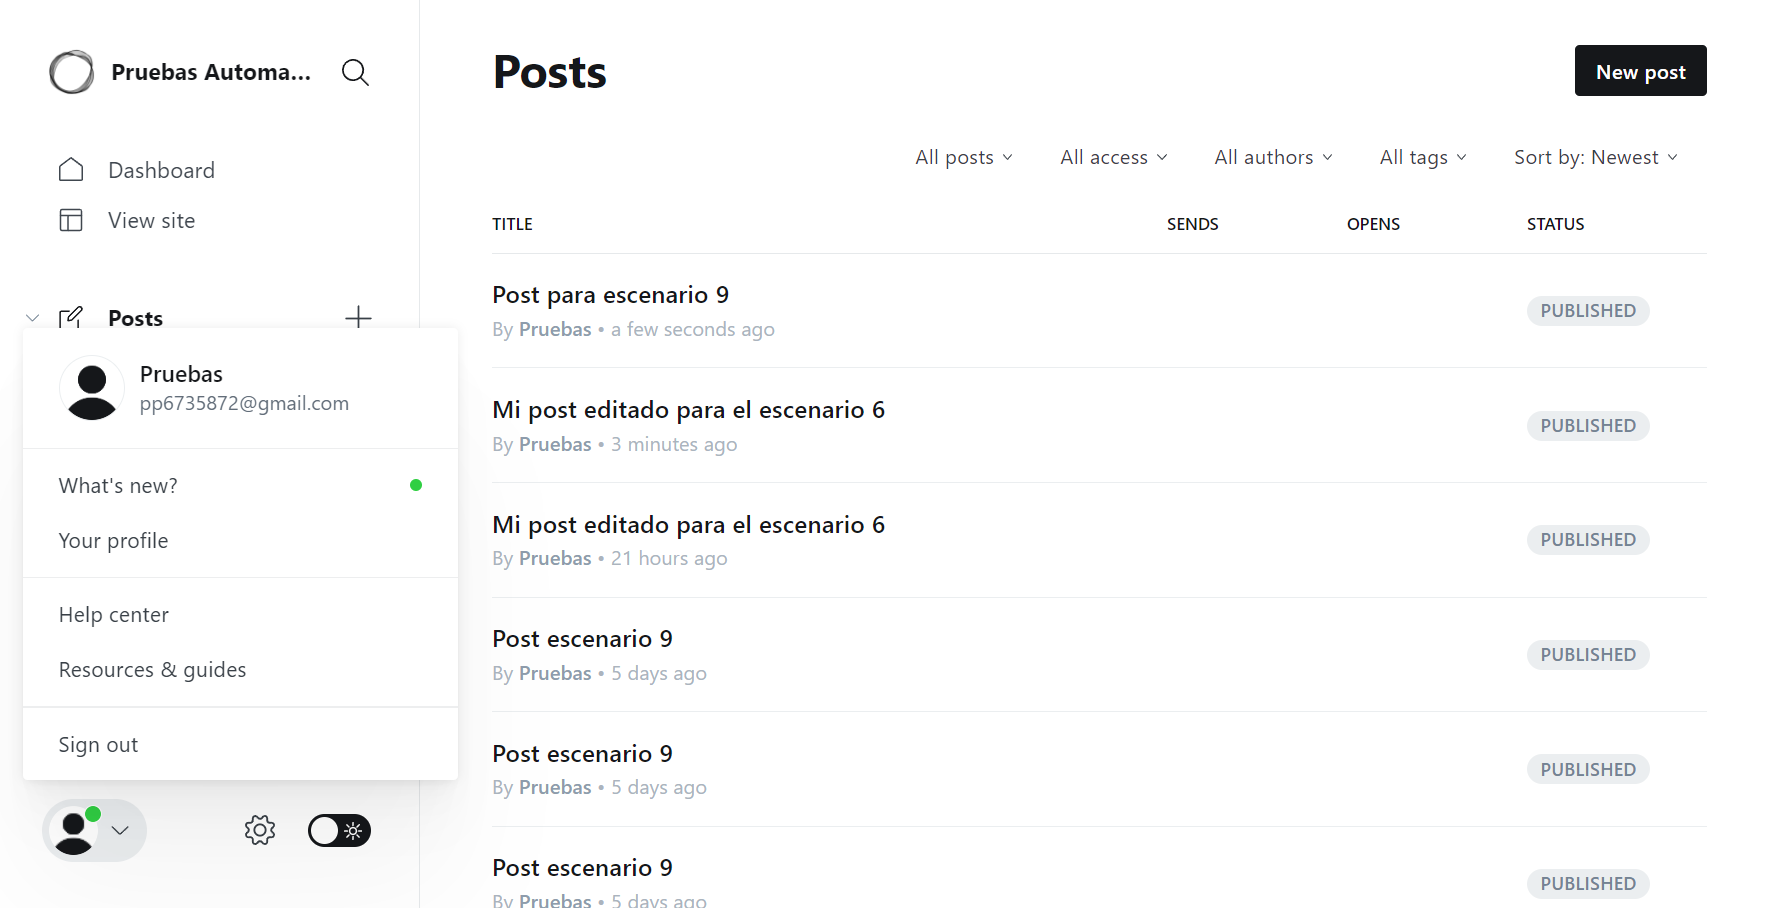 Pruebas Automa...
Dashboard
View site
Posts
Pruebas
pp6735872@gmail.com
What's new?
Your profile
Help center
Resources & guides
Sign out
Posts
New post
All posts
All access
All authors
All tags
Sort by: Newest
TITLE SENDS OPENS STATUS
Post para escenario 9
By Pruebas • a few seconds ago
PUBLISHED
Mi post editado para el escenario 6
By Pruebas • 3 minutes ago
PUBLISHED
Mi post editado para el escenario 6
By Pruebas • 21 hours ago
PUBLISHED
Post escenario 9
By Pruebas • 5 days ago
PUBLISHED
Post escenario 9
By Pruebas • 5 days ago
PUBLISHED
Post escenario 9
By Pruebas • 5 days ago
PUBLISHED